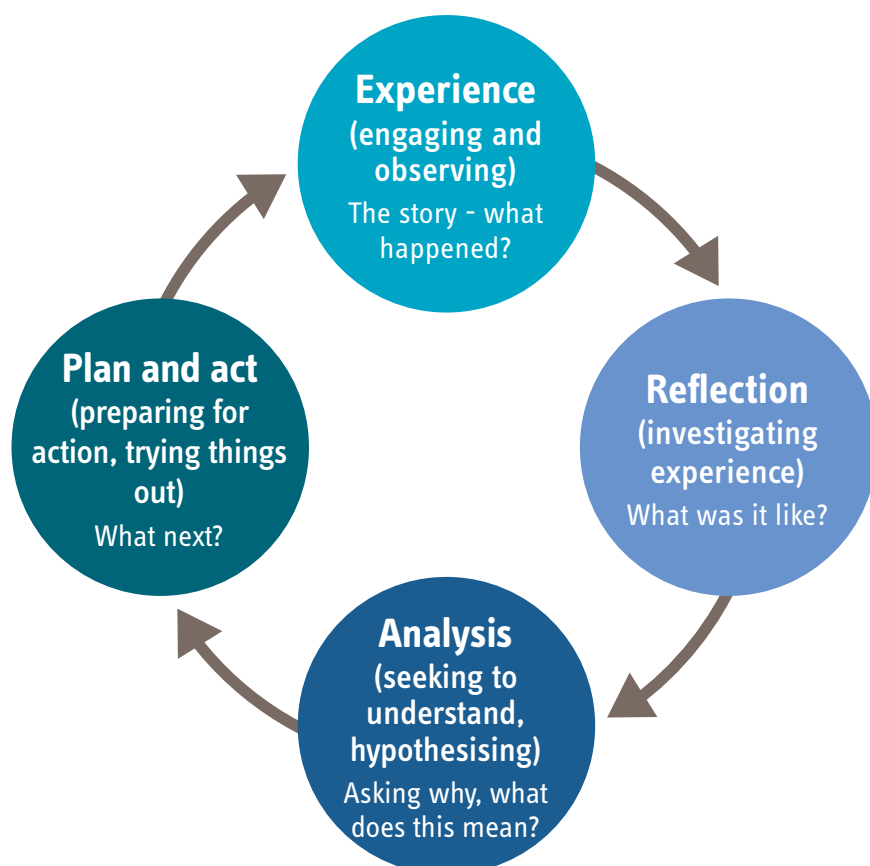 Experience
(engaging and
observing)
The story - what
happened?
Reflection
(investigating
experience)
What was it like?
Analysis
(seeking to
understand,
hypothesising)
Asking why, what
does this mean?
Plan and act
(preparing for
action, trying things
out)
What next?